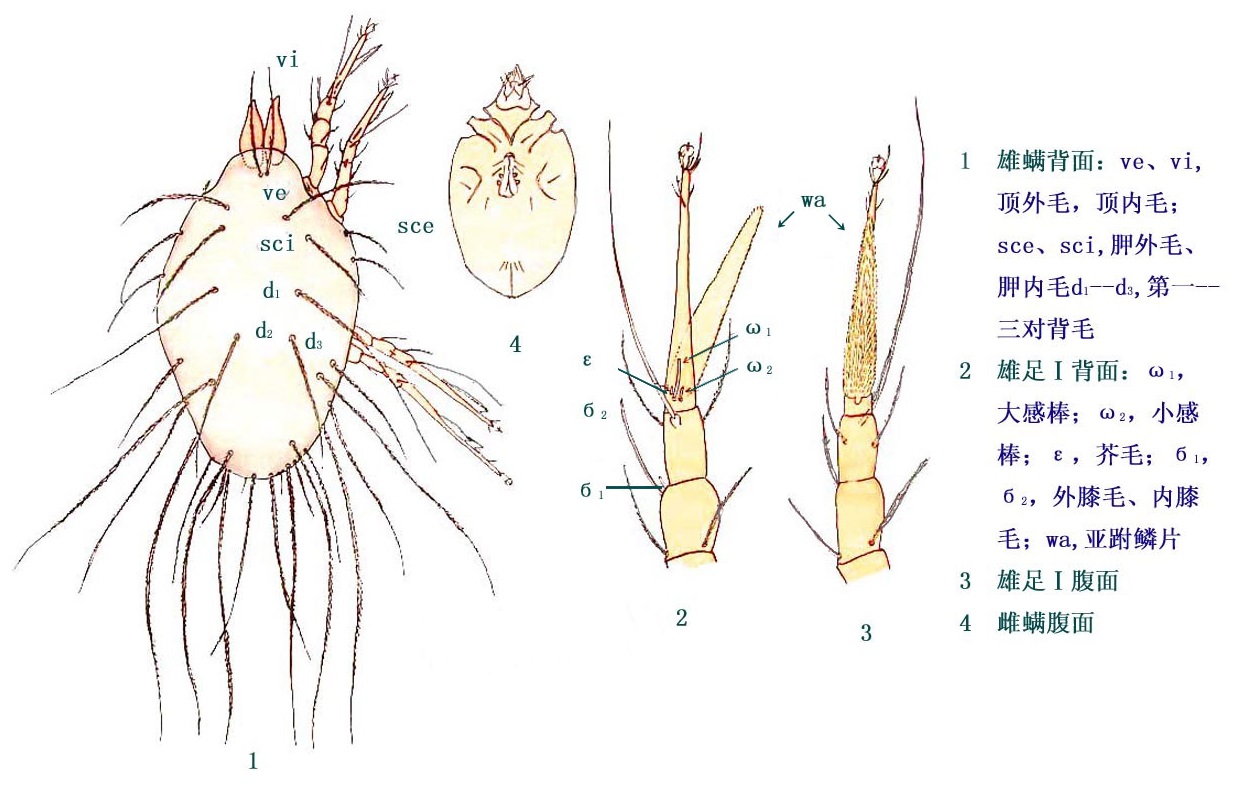 vi
ve
sce
sci
d₁
d₂
d₃
4
wa
ω₁
ω₂
ε
б₂
б₁
2
3
1
1 雄螨背面：ve、vi,
顶外毛，顶内毛；
sce、sci,胛外毛、
胛内毛d₁--d₃,第一--
三对背毛
2 雄足Ⅰ背面：ω₁，
大感棒；ω₂，小感
棒；ε，芥毛；б₁，
б₂，外膝毛、内膝
毛；wa,亚跗鳞片
3 雄足Ⅰ腹面
4 雌螨腹面